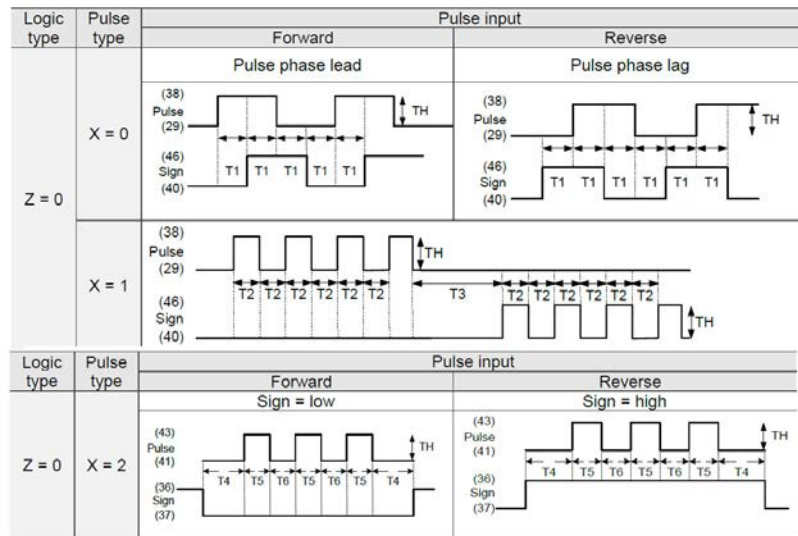 Logic type
Pulse type
Pulse input
Forward
Reverse
Z = 0
X = 0
Pulse phase lead
(38)
Pulse
(29)
TH
(46)
Sign
(40)
T1 T1 T1 T1 T1
Pulse phase lag
(38)
Pulse
(29)
TH
(46)
Sign
(40)
T1 T1 T1 T1 T1 T1
X = 1
(38)
Pulse
(29)
TH
T2 T2 T2 T2 T2 T2 T3 T2 T2 T2 T2 T2 T2
(46)
Sign
(40)
TH
Logic type
Pulse type
Pulse input
Forward
Reverse
Z = 0
X = 2
Sign = low
(43)
Pulse
(41)
TH
T4 T5 T6 T5 T6 T5 T4
(36)
Sign
(37)
Sign = high
(43)
Pulse
(41)
TH
T4 T5 T6 T5 T6 T5 T4
(36)
Sign
(37)